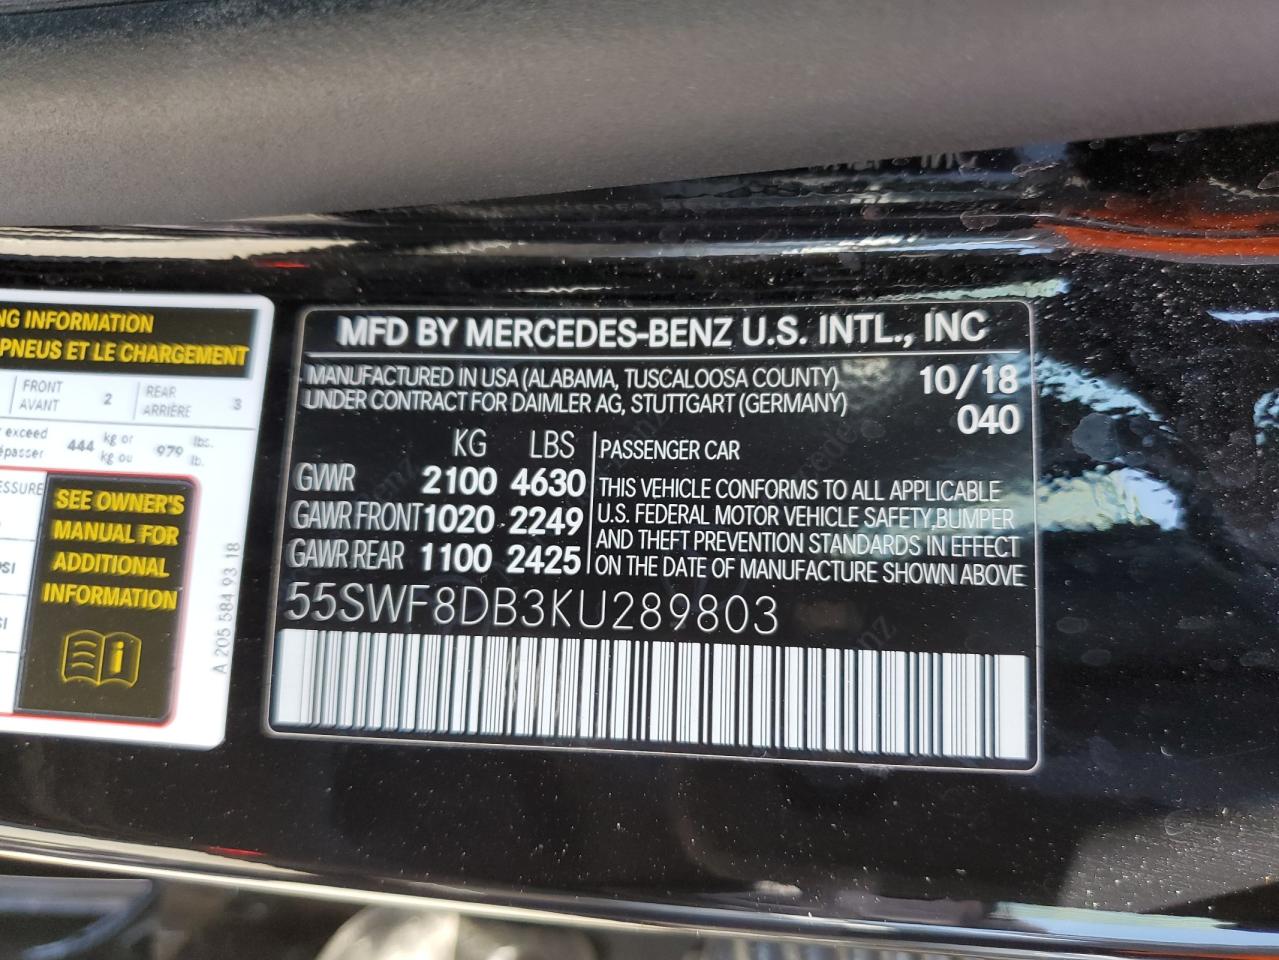 NG INFORMATION
PNEUS ET LE CHARGEMENT
FRONT
AVANT
2
REAR
ARRIÈRE
3
exceed
444
kg or
kg ou
979
lbs.
lb.
SEE OWNER'S
MANUAL FOR
ADDITIONAL
INFORMATION
A 205 584 93 18
MFD BY MERCEDES-BENZ U.S. INTL., INC
MANUFACTURED IN USA (ALABAMA, TUSCALOOSA COUNTY) 10/18
UNDER CONTRACT FOR DAIMLER AG, STUTTGART (GERMANY) 040
KG LBS
GWR 2100 4630
GAWR FRONT 1020 2249
GAWR REAR 1100 2425
PASSENGER CAR
THIS VEHICLE CONFORMS TO ALL APPLICABLE
U.S. FEDERAL MOTOR VEHICLE SAFETY,BUMPER
AND THEFT PREVENTION STANDARDS IN EFFECT
ON THE DATE OF MANUFACTURE SHOWN ABOVE
55SWF8DB3KU289803